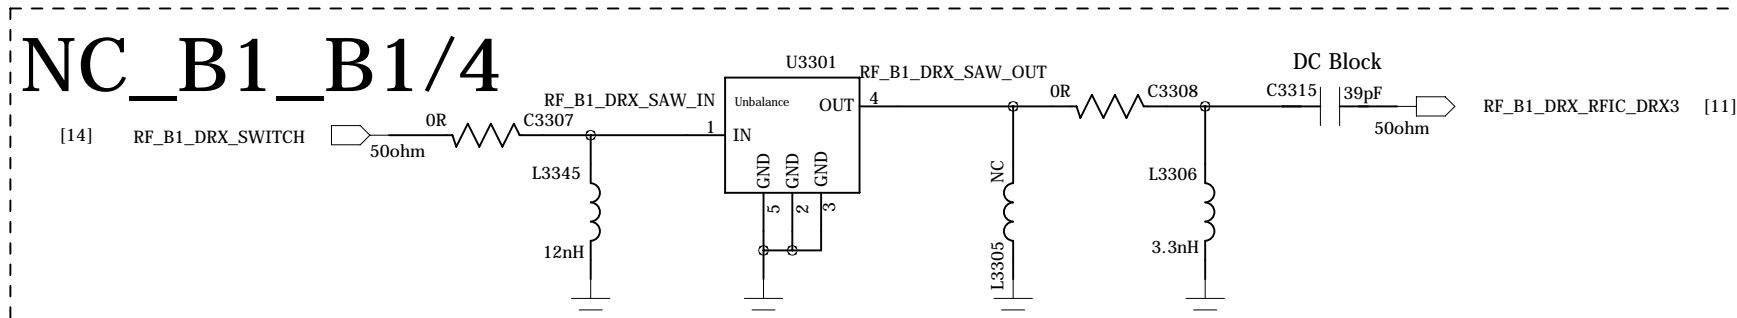 NC_B1_B1/4
U3301
DC Block
RF_B1_DRX_SAW_OUT
RF_B1_DRX_SAW_IN
Unbalance
OUT
4
0R
C3308
C3315
39pF
RF_B1_DRX_RFIC_DRX3
[11]
[14]
RF_B1_DRX_SWITCH
50ohm
0R
C3307
1
IN
50ohm
L3345
GND
GND
GND
NC
L3306
5
2
3
12nH
L3305
3.3nH